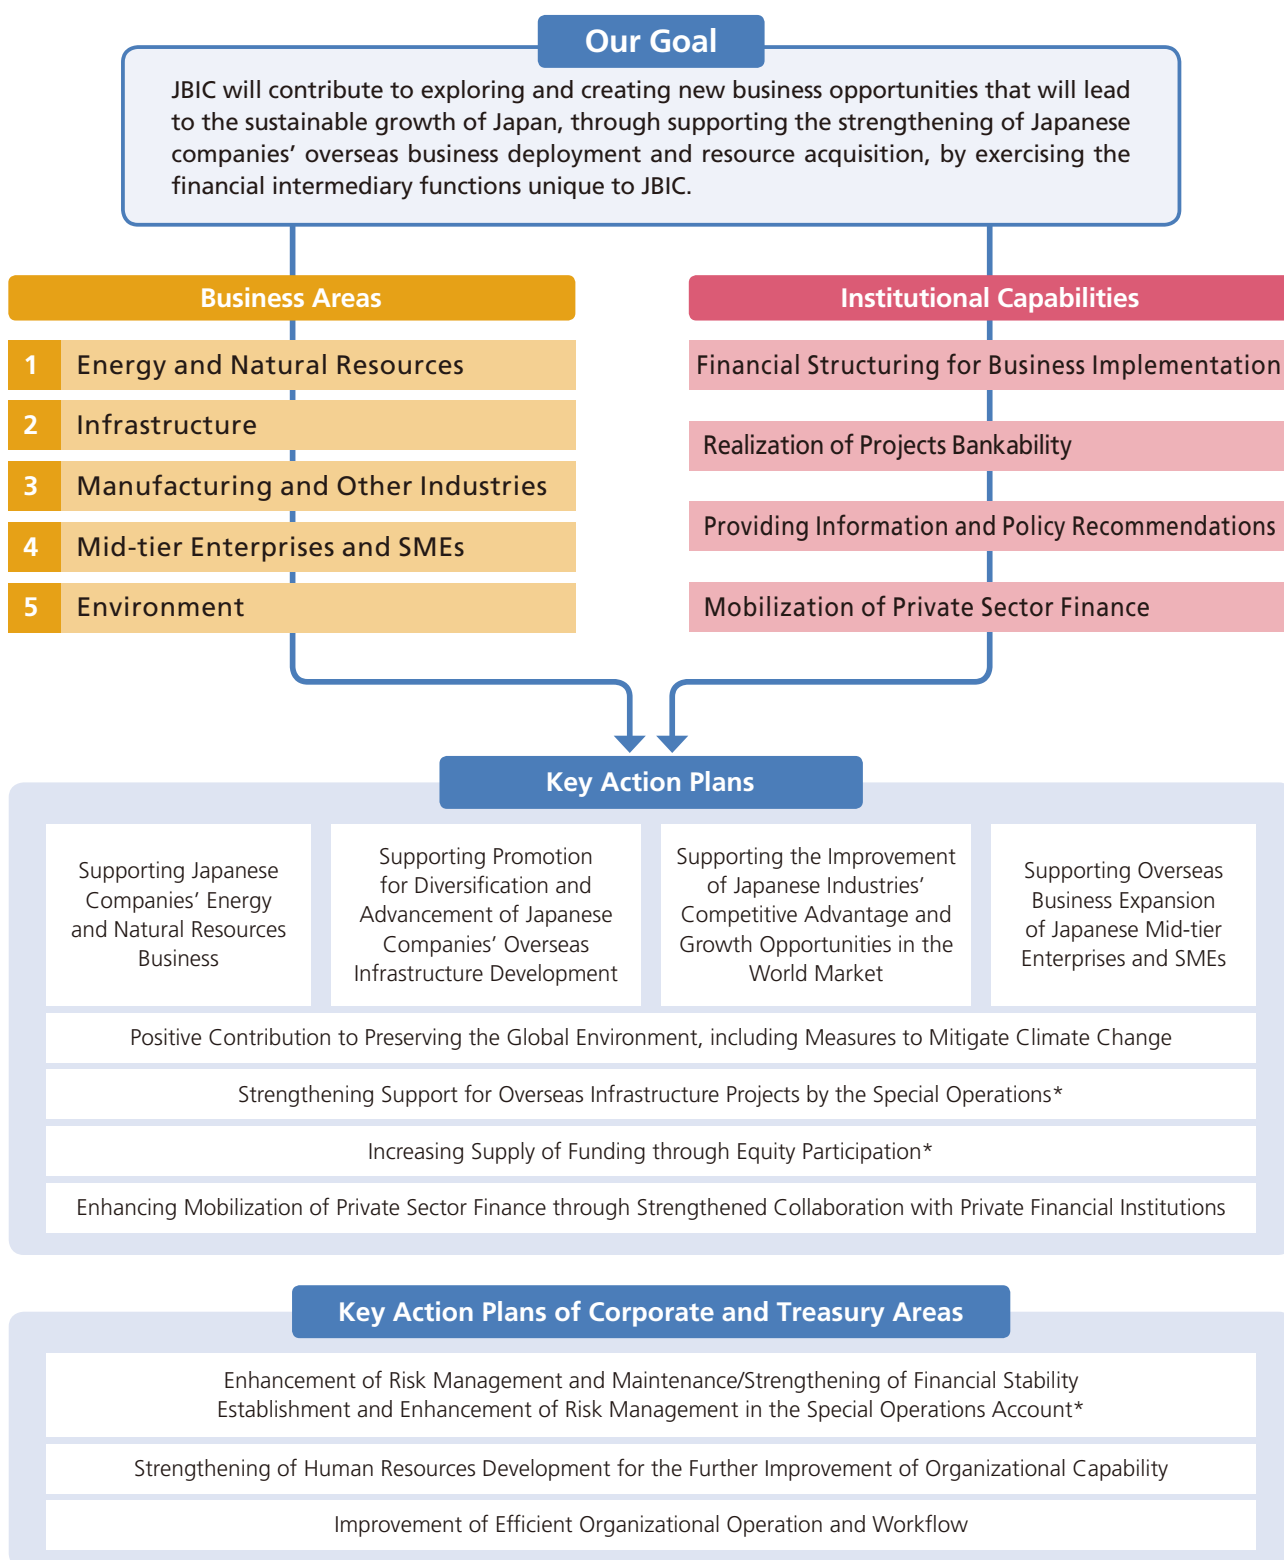 Our Goal
JBIC will contribute to exploring and creating new business opportunities that will lead
to the sustainable growth of Japan, through supporting the strengthening of Japanese
companies’ overseas business deployment and resource acquisition, by exercising the
financial intermediary functions unique to JBIC.
Business Areas
1 Energy and Natural Resources
2 Infrastructure
3 Manufacturing and Other Industries
4 Mid-tier Enterprises and SMEs
5 Environment
Institutional Capabilities
Financial Structuring for Business Implementation
Realization of Projects Bankability
Providing Information and Policy Recommendations
Mobilization of Private Sector Finance
Key Action Plans
Supporting Japanese
Companies’ Energy
and Natural Resources
Business
Supporting Promotion
for Diversification and
Advancement of Japanese
Companies’ Overseas
Infrastructure Development
Supporting the Improvement
of Japanese Industries’
Competitive Advantage and
Growth Opportunities in the
World Market
Supporting Overseas
Business Expansion
of Japanese Mid-tier
Enterprises and SMEs
Positive Contribution to Preserving the Global Environment, including Measures to Mitigate Climate Change
Strengthening Support for Overseas Infrastructure Projects by the Special Operations*
Increasing Supply of Funding through Equity Participation*
Enhancing Mobilization of Private Sector Finance through Strengthened Collaboration with Private Financial Institutions
Key Action Plans of Corporate and Treasury Areas
Enhancement of Risk Management and Maintenance/Strengthening of Financial Stability
Establishment and Enhancement of Risk Management in the Special Operations Account*
Strengthening of Human Resources Development for the Further Improvement of Organizational Capability
Improvement of Efficient Organizational Operation and Workflow